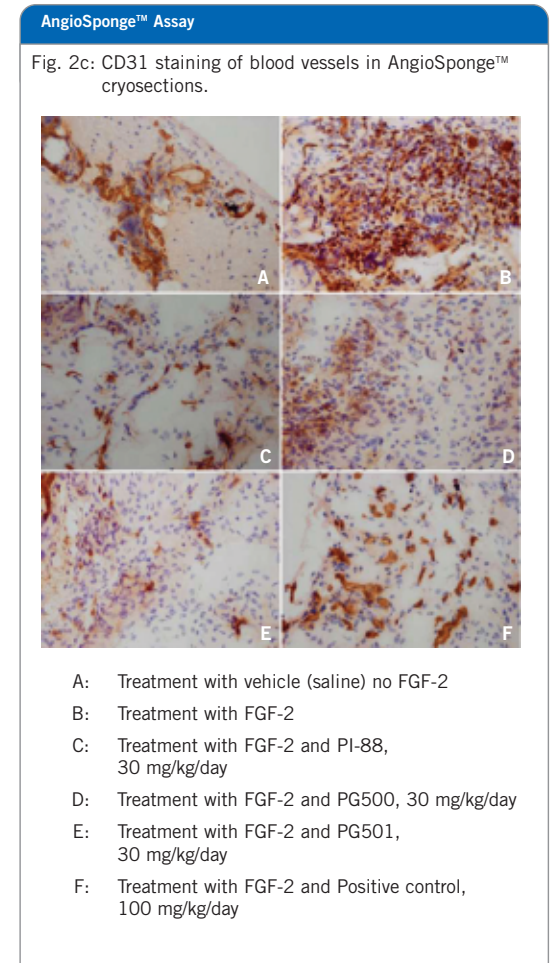 AngioSponge™ Assay
Fig. 2c: CD31 staining of blood vessels in AngioSponge™
cryosections.
A
B
C
D
E
F
A: Treatment with vehicle (saline) no FGF-2
B: Treatment with FGF-2
C: Treatment with FGF-2 and PI-88,
30 mg/kg/day
D: Treatment with FGF-2 and PG500, 30 mg/kg/day
E: Treatment with FGF-2 and PG501,
30 mg/kg/day
F: Treatment with FGF-2 and Positive control,
100 mg/kg/day